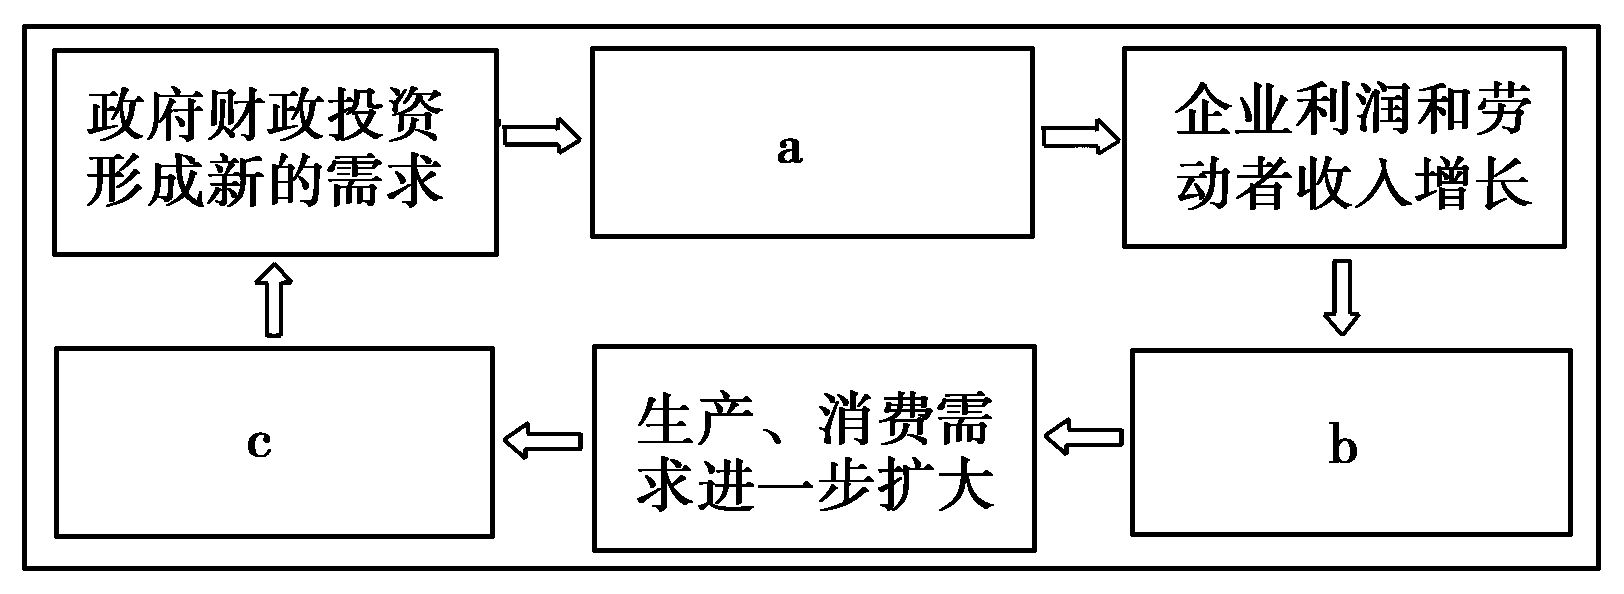 政府财政投资
形成新的需求
a
企业利润和劳
动者收入增长
c
生产、消费需
求进一步扩大
b